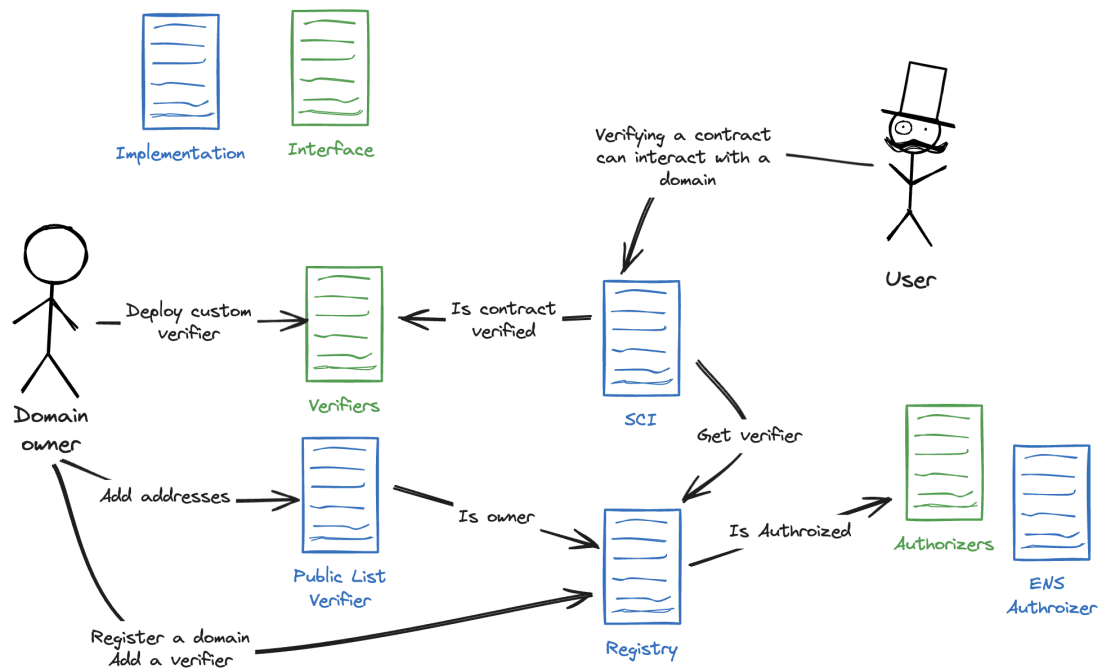 Implementation
Interface
Verifying a contract
can interact with a
domain
User
Deploy custom
verifier
Is contract
verified
Domain
owner
Verifiers
SCI
Get verifier
Add addresses
Is owner
Is Authroized
Authorizers
Public List
Verifier
ENS
Authroizer
Register a domain
Add a verifier
Registry